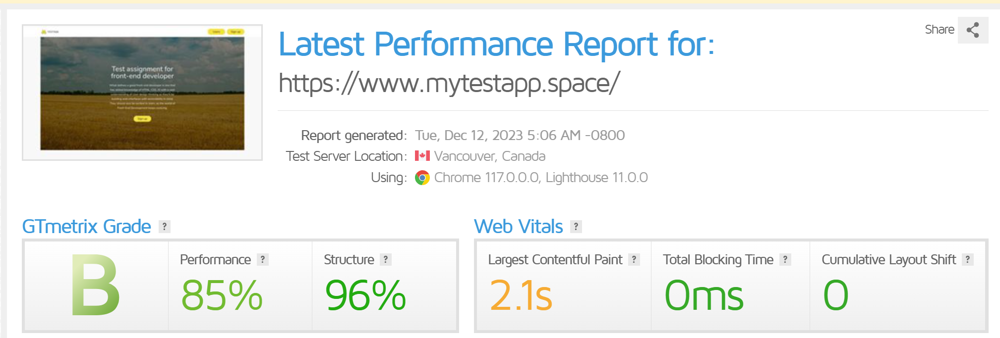 Test assignment for
front-end developer
Sign up
Latest Performance Report for:
https://www.mytestapp.space/
Share
Report generated: Tue, Dec 12, 2023 5:06 AM -0800
Test Server Location: Vancouver, Canada
Using: Chrome 117.0.0.0, Lighthouse 11.0.0
GTmetrix Grade ?
B
Performance ?
85%
Structure ?
96%
Web Vitals ?
Largest Contentful Paint ?
2.1s
Total Blocking Time ?
0ms
Cumulative Layout Shift ?
0